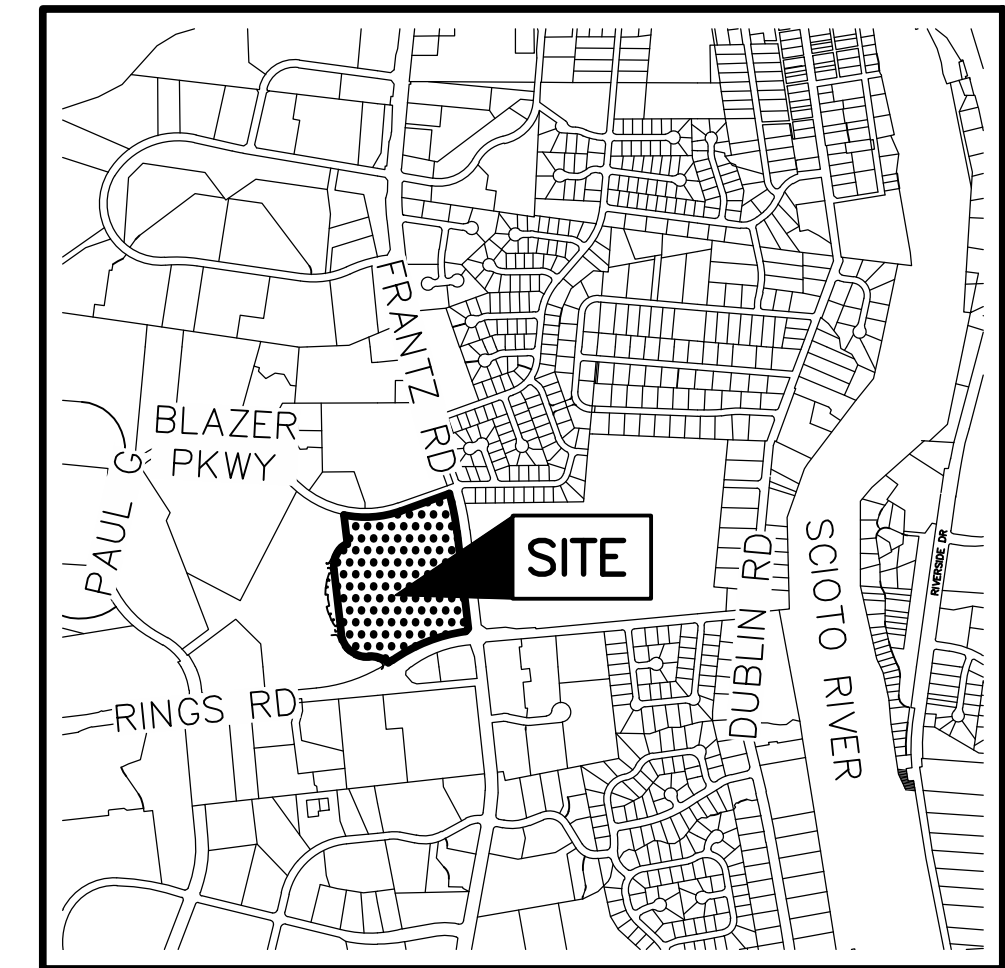 FRANTZ RD
BLAZER
PKWY
PAUL G
SITE
SCIOTO RIVER
RIVERSIDE DR
DUBLIN RD
RINGS RD